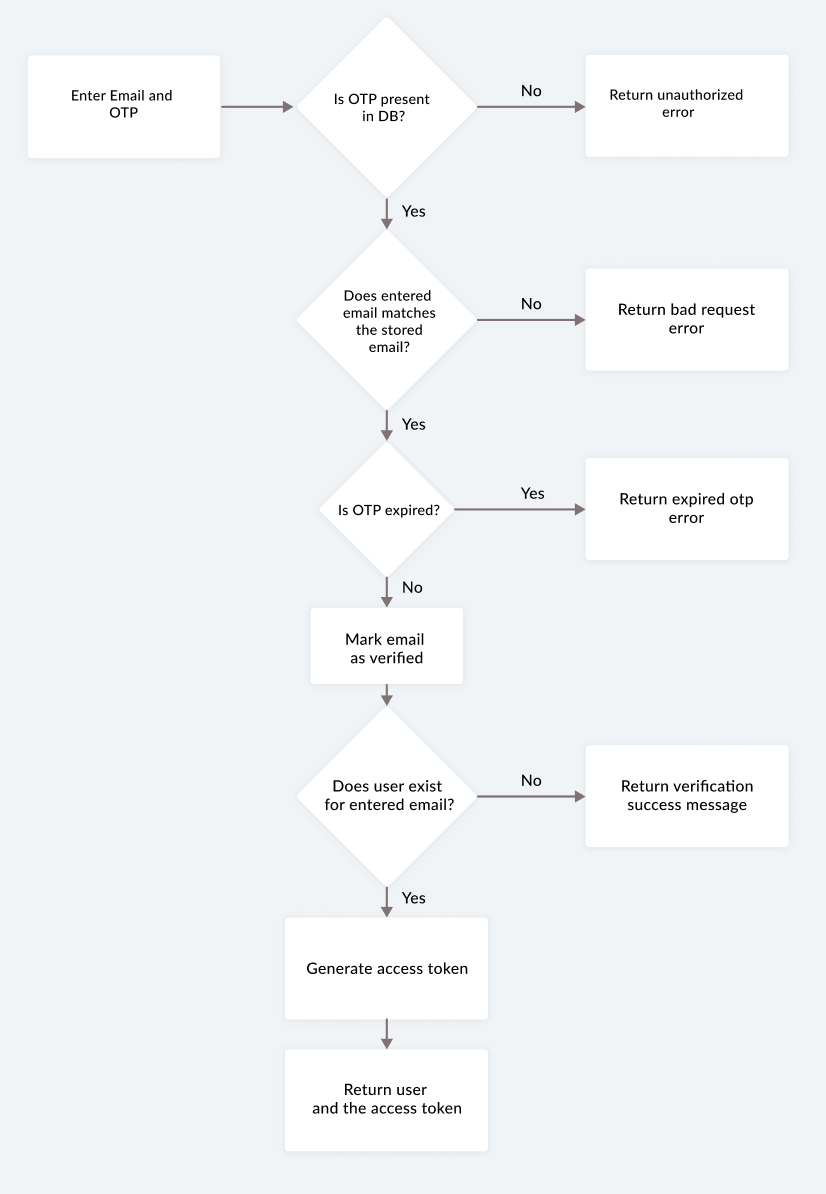 Enter Email and
OTP
Is OTP present
in DB?
No
Return unauthorized
error
Yes
Does entered
email matches
the stored
email?
No
Return bad request
error
Yes
Is OTP expired?
Yes
Return expired otp
error
No
Mark email
as verified
Does user exist
for entered email?
No
Return verification
success message
Yes
Generate access token
Return user
and the access token